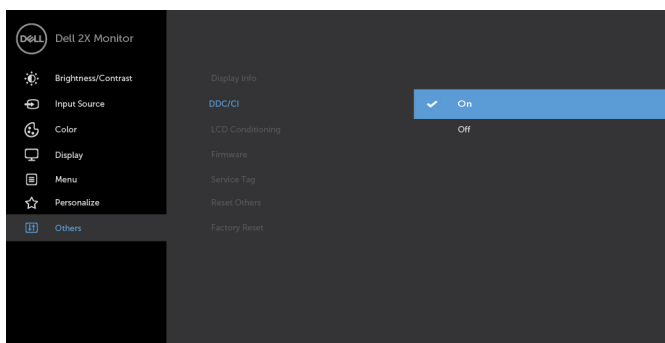 DELL
Dell 2X Monitor
Brightness/Contrast
Display Info
Input Source
DDC/CI
On
Color
LCD Conditioning
Off
Display
Firmware
Menu
Service Tag
Personalize
Reset Others
Others
Factory Reset